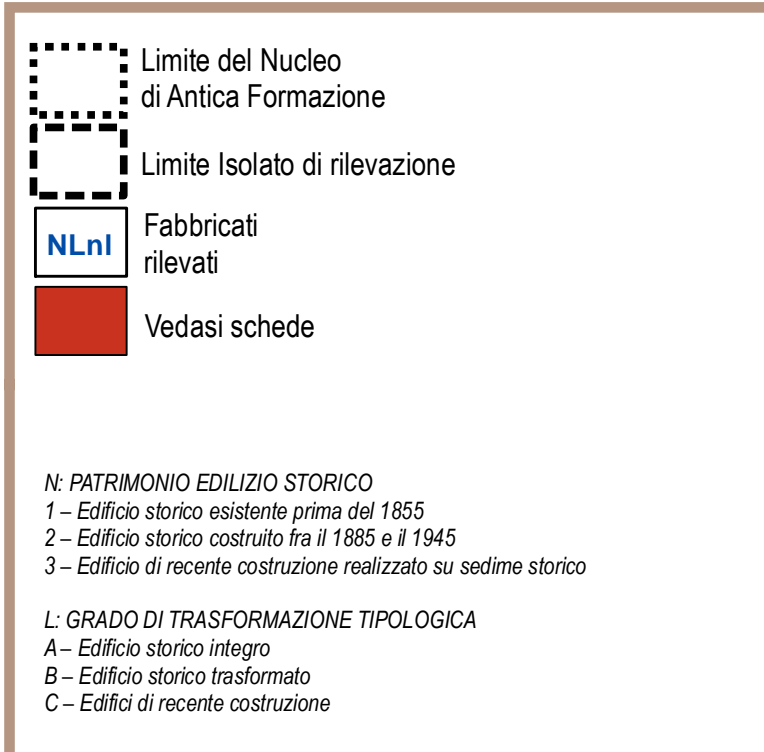 Limite del Nucleo
di Antica Formazione
Limite Isolato di rilevazione
NLnl
Fabbricati
rilevati
Vedasi schede
N: PATRIMONIO EDILIZIO STORICO
1 – Edificio storico esistente prima del 1855
2 – Edificio storico costruito fra il 1885 e il 1945
3 – Edificio di recente costruzione realizzato su sedime storico
L: GRADO DI TRASFORMAZIONE TIPOLOGICA
A – Edificio storico integro
B – Edificio storico trasformato
C – Edifici di recente costruzione